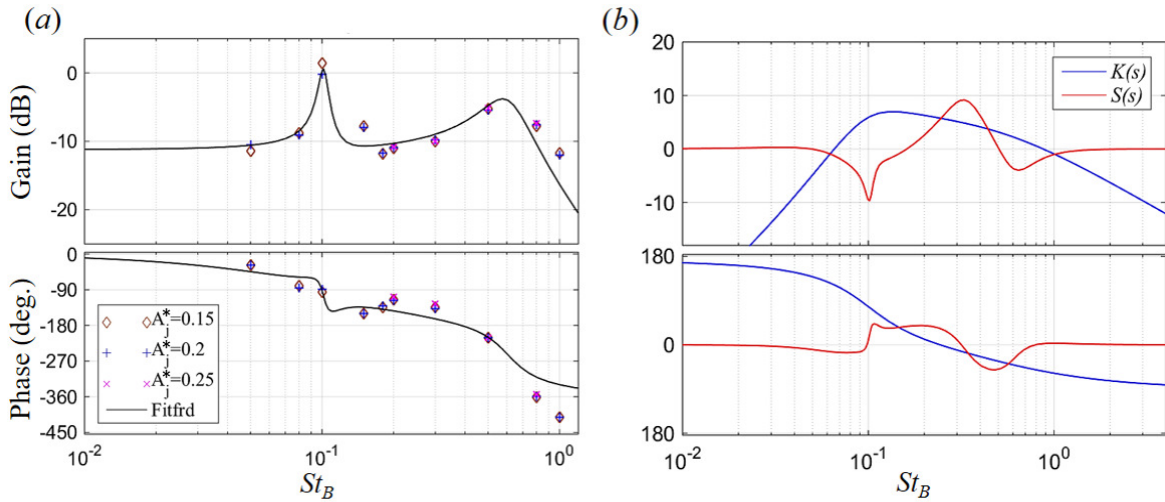 (a)
Gain (dB)
0
-10
-20
Phase (deg.)
0
-90
-180
-270
-360
-450
A*j=0.15
A*j=0.2
A*j=0.25
Fitfrd
10-2
10-1
100
StB
(b)
20
10
0
-10
K(s)
S(s)
180
0
180
10-2
10-1
100
StB